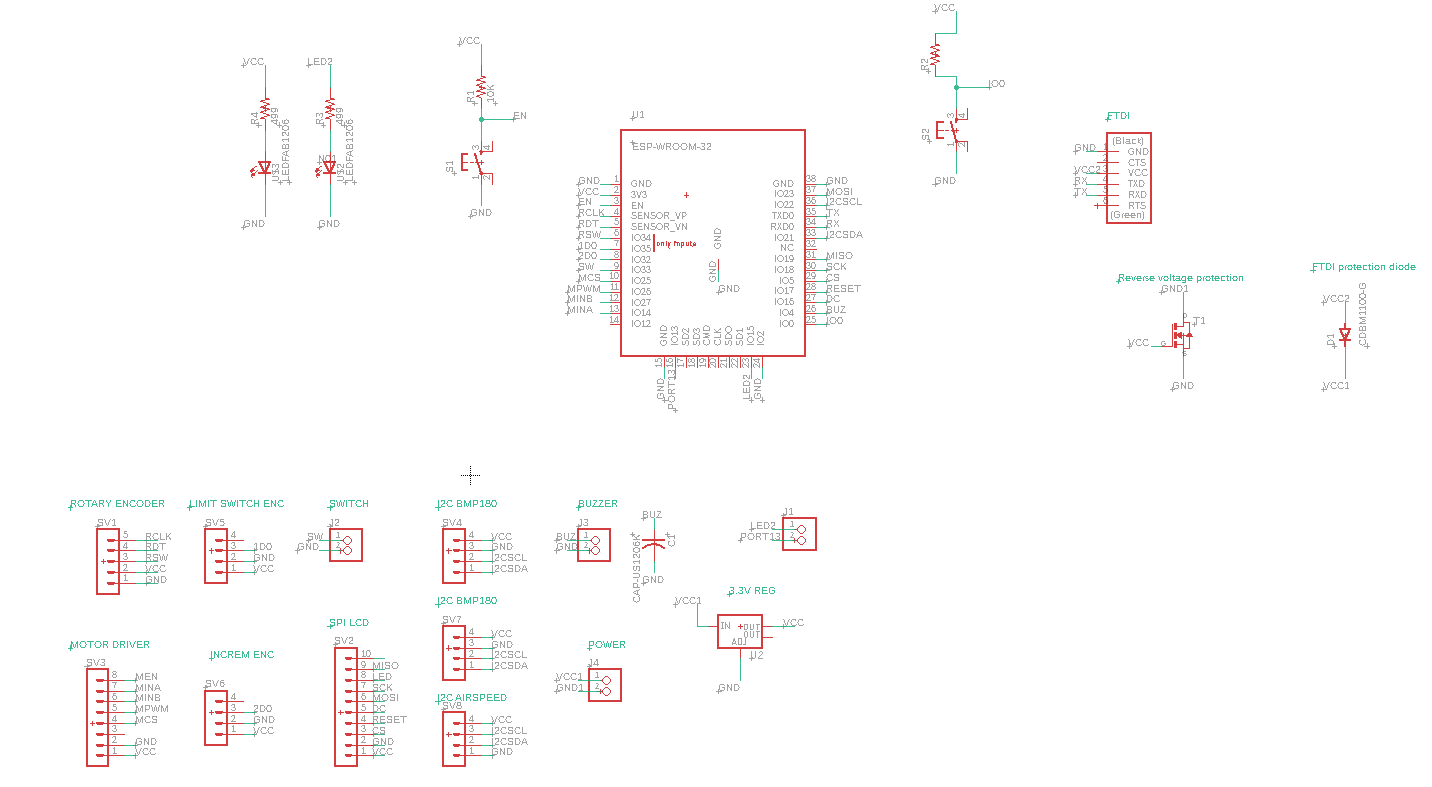 VCC
R4
499
US3
LEDFAB1206
GND
LED2
R3
499
NO1
US2
LEDFAB1206
GND
VCC
R1
10K
EN
S1
3
4
1
2
GND
VCC
R2
IO0
S2
3
4
1
2
GND
U1
ESP-WROOM-32
GND 1 GND
VCC 2 3V3
EN 3 EN
RCLK 4 SENSOR_VP
RDT 5 SENSOR_VN
RSW 6 IO34
1D0 7 IO35
only inputs
2D0 8 IO32
SW 9 IO33
MCS 10 IO25
MPWM 11 IO26
MINB 12 IO27
MINA 13 IO14
14 IO12
GND 38 GND
IO23 37 MOSI
IO22 36 I2CSCL
TXD0 35 TX
RXD0 34 RX
IO21 33 I2CSDA
NC 32
IO19 31 MISO
IO18 30 SCK
IO5 29 CS
IO17 28 RESET
IO16 27 DC
IO4 26 BUZ
IO0 25 IO0
GND
GND
GND
GND IO13 SD2 SD3 CMD CLK SDO SD1 IO15 IO2
15 16 17 18 19 20 21 22 23 24
GND PORT13 LED2 GND
FTDI
(Black)
GND 1 GND
2 CTS
VCC2 3 VCC
RX 4 TXD
TX 5 RXD
6 RTS
(Green)
Reverse voltage protection
GND1
D
T1
VCC
G
S
GND
FTDI protection diode
VCC2
D1
CDBM1100-G
VCC1
ROTARY ENCODER
SV1
5 RCLK
4 RDT
3 RSW
2 VCC
1 GND
LIMIT SWITCH ENC
SV5
4
3 1D0
2 GND
1 VCC
SWITCH
J2
SW 1
GND 2
I2C BMP180
SV4
4 VCC
3 GND
2 I2CSCL
1 I2CSDA
BUZZER
J3
BUZ 1
GND 2
BUZ
C1
CAP-US1206K
GND
J1
LED2 1
PORT13 2
MOTOR DRIVER
SV3
8 MEN
7 MINA
6 MINB
5 MPWM
4 MCS
3
2 GND
1 VCC
INCREM ENC
SV6
4
3 2D0
2 GND
1 VCC
SPI LCD
SV2
10
9 MISO
8 LED
7 SCK
6 MOSI
5 DC
4 RESET
3 CS
2 GND
1 VCC
I2C BMP180
SV7
4 VCC
3 GND
2 I2CSCL
1 I2CSDA
I2C AIRSPEED
SV8
4 VCC
3 I2CSCL
2 I2CSDA
1 GND
POWER
J4
VCC1 1
GND1 2
3.3V REG
VCC1
IN OUT
OUT
ADJ
VCC
U2
GND